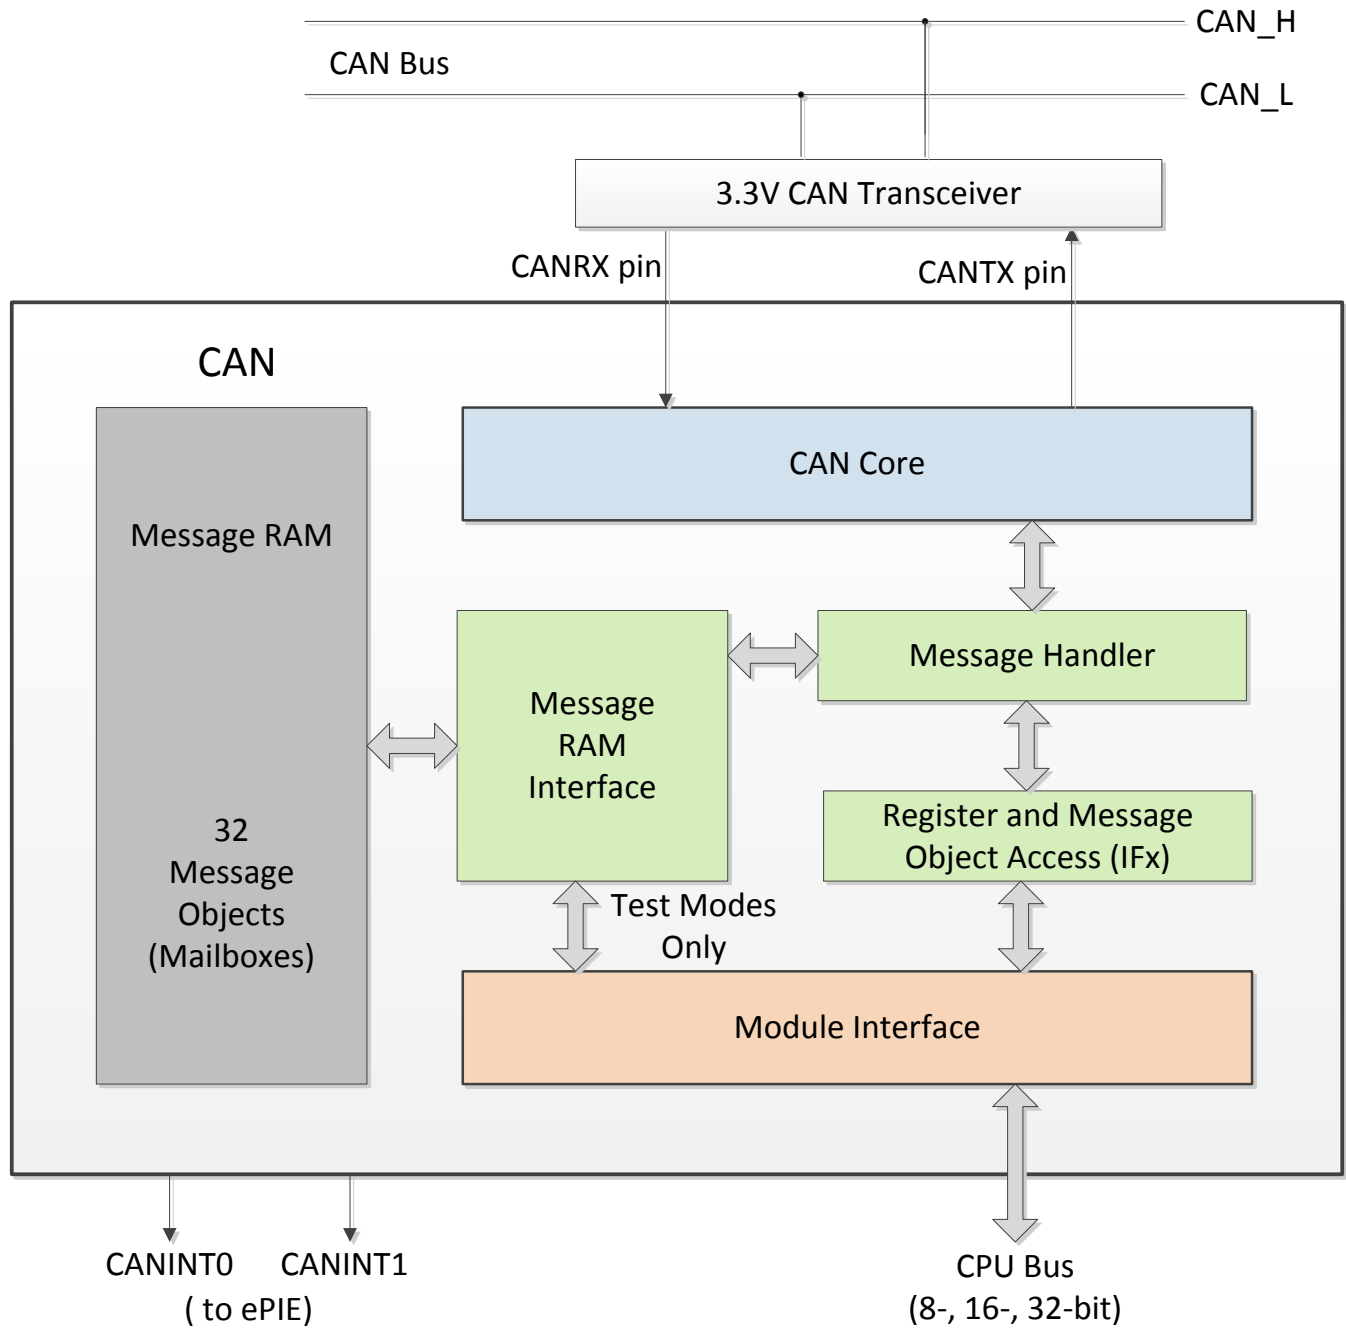 CAN_H
CAN Bus
CAN_L
3.3V CAN Transceiver
CANRX pin
CANTX pin
CAN
CAN Core
Message RAM
Message Handler
Message
RAM
Interface
32
Message
Objects
(Mailboxes)
Register and Message
Object Access (IFx)
Test Modes
Only
Module Interface
CANINT0
CANINT1
( to ePIE)
CPU Bus
(8-, 16-, 32-bit)